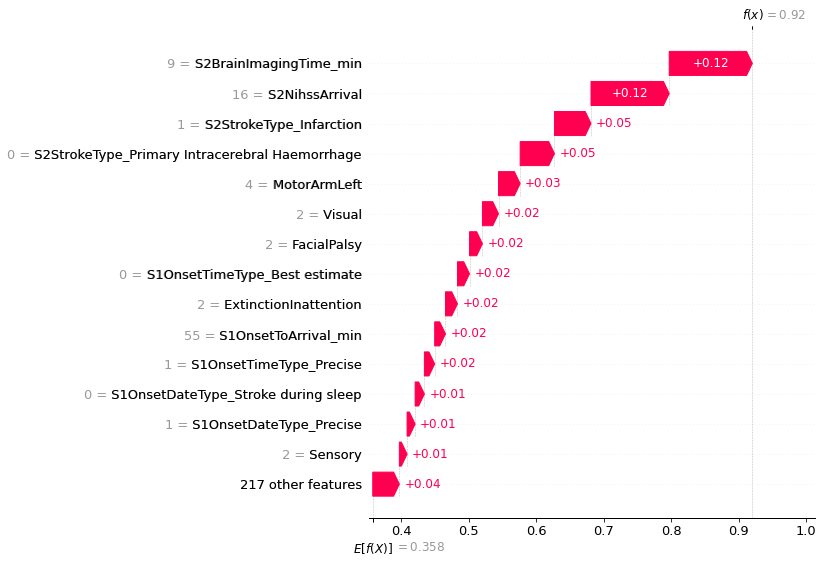 f(x) = 0.92
9 = S2BrainImagingTime_min
+0.12
16 = S2NihssArrival
+0.12
1 = S2StrokeType_Infarction
+0.05
0 = S2StrokeType_Primary Intracerebral Haemorrhage
+0.05
4 = MotorArmLeft
+0.03
2 = Visual
+0.02
2 = FacialPalsy
+0.02
0 = S1OnsetTimeType_Best estimate
+0.02
2 = ExtinctionInattention
+0.02
55 = S1OnsetToArrival_min
+0.02
1 = S1OnsetTimeType_Precise
+0.02
0 = S1OnsetDateType_Stroke during sleep
+0.01
1 = S1OnsetDateType_Precise
+0.01
2 = Sensory
+0.01
217 other features
+0.04
0.4 0.5 0.6 0.7 0.8 0.9 1.0
E[f(X)] = 0.358